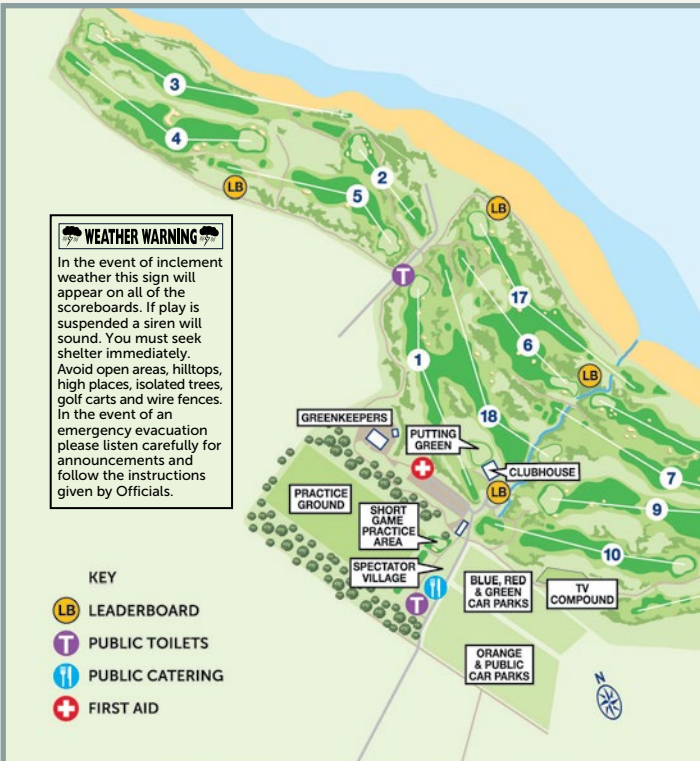 3
4
2
5
LB
LB
WEATHER WARNING
In the event of inclement
weather this sign will
appear on all of the
scoreboards. If play is
suspended a siren will
sound. You must seek
shelter immediately.
Avoid open areas, hilltops,
high places, isolated trees,
golf carts and wire fences.
In the event of an
emergency evacuation
please listen carefully for
announcements and
follow the instructions
given by Officials.
T
17
1
6
LB
18
GREENKEEPERS
PUTTING
GREEN
7
CLUBHOUSE
LB
9
PRACTICE
GROUND
SHORT
GAME
PRACTICE
AREA
10
SPECTATOR
VILLAGE
T
BLUE, RED
& GREEN
CAR PARKS
TV
COMPOUND
ORANGE
& PUBLIC
CAR PARKS
N
KEY
LB LEADERBOARD
T PUBLIC TOILETS
PUBLIC CATERING
FIRST AID